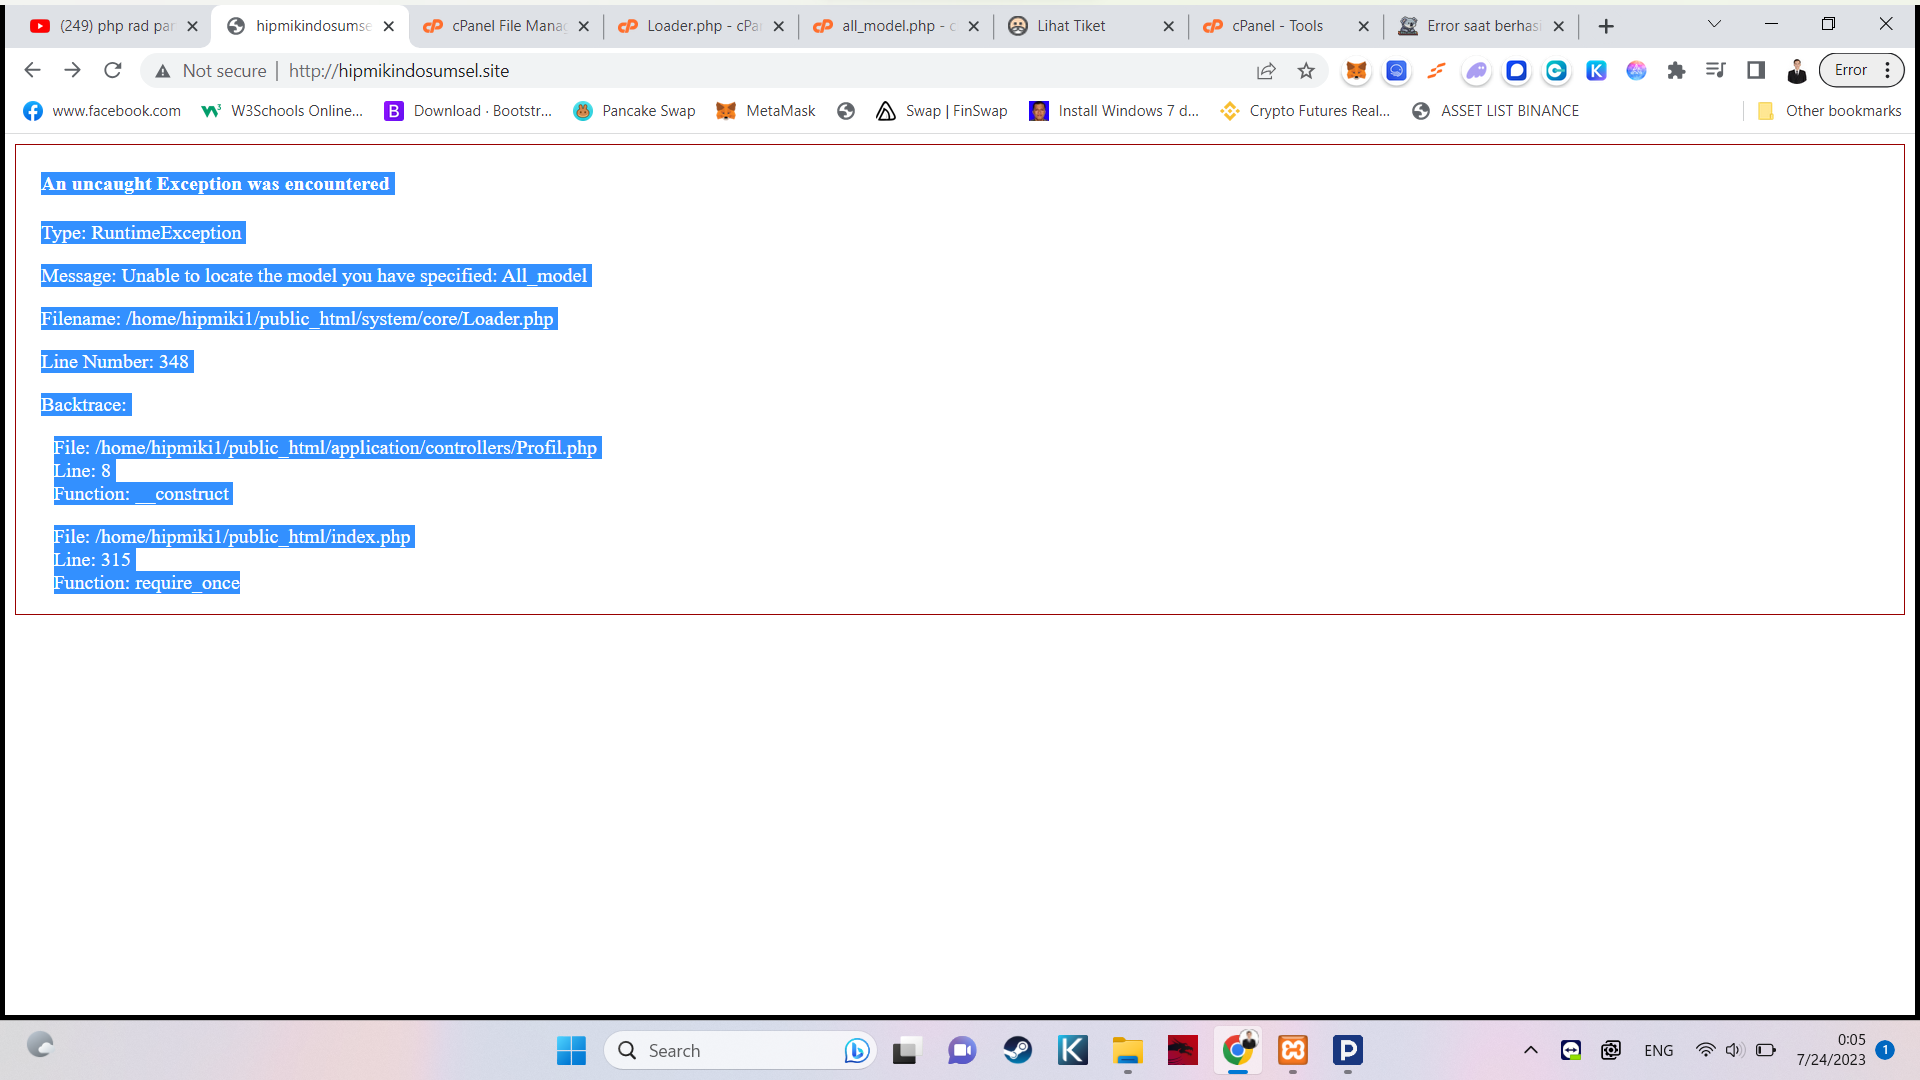 (249) php rad par
hipmikindosumse
cPanel File Manag
Loader.php - cPan
all_model.php - c
Lihat Tiket
cPanel - Tools
Error saat berhasi
Not secure
http://hipmikindosumsel.site
Error
www.facebook.com
W3Schools Online...
Download · Bootstr...
Pancake Swap
MetaMask
Swap | FinSwap
Install Windows 7 d...
Crypto Futures Real...
ASSET LIST BINANCE
Other bookmarks
An uncaught Exception was encountered
Type: RuntimeException
Message: Unable to locate the model you have specified: All_model
Filename: /home/hipmiki1/public_html/system/core/Loader.php
Line Number: 348
Backtrace:
File: /home/hipmiki1/public_html/application/controllers/Profil.php
Line: 8
Function: __construct
File: /home/hipmiki1/public_html/index.php
Line: 315
Function: require_once
Search
ENG
0:05
7/24/2023
1